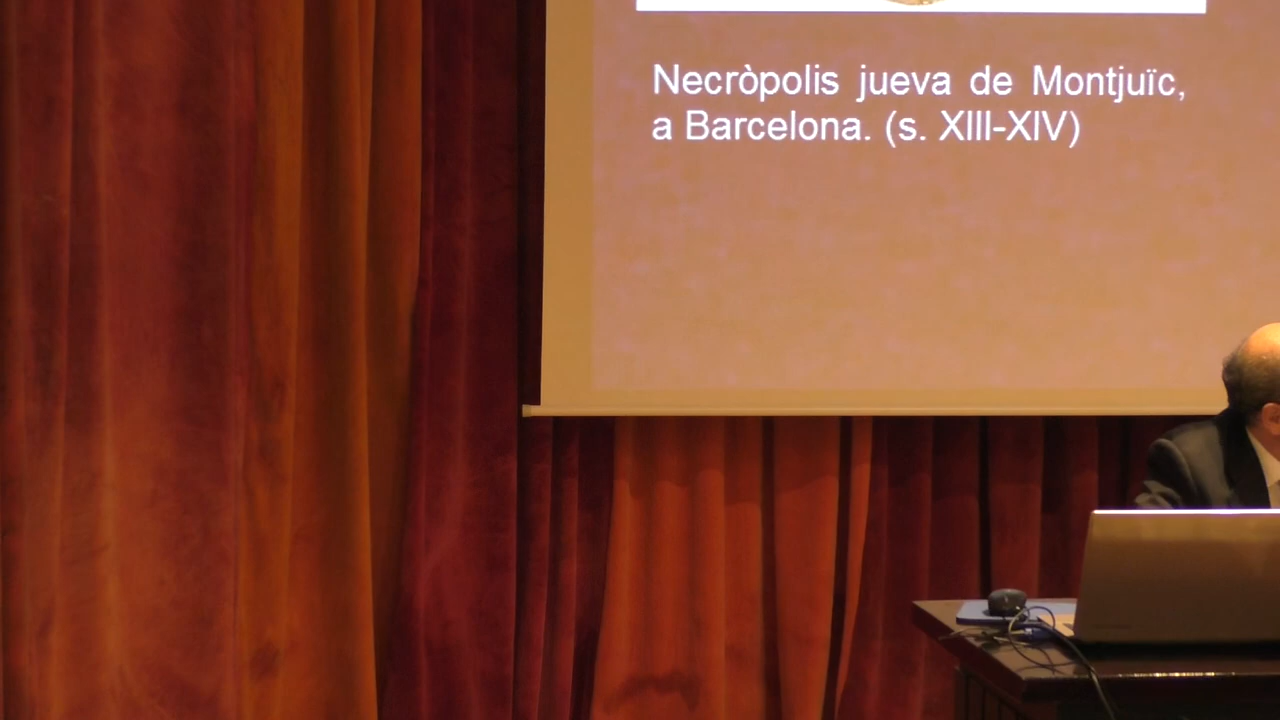 Necròpolis jueva de Montjuïc,
a Barcelona. (s. XIII-XIV)